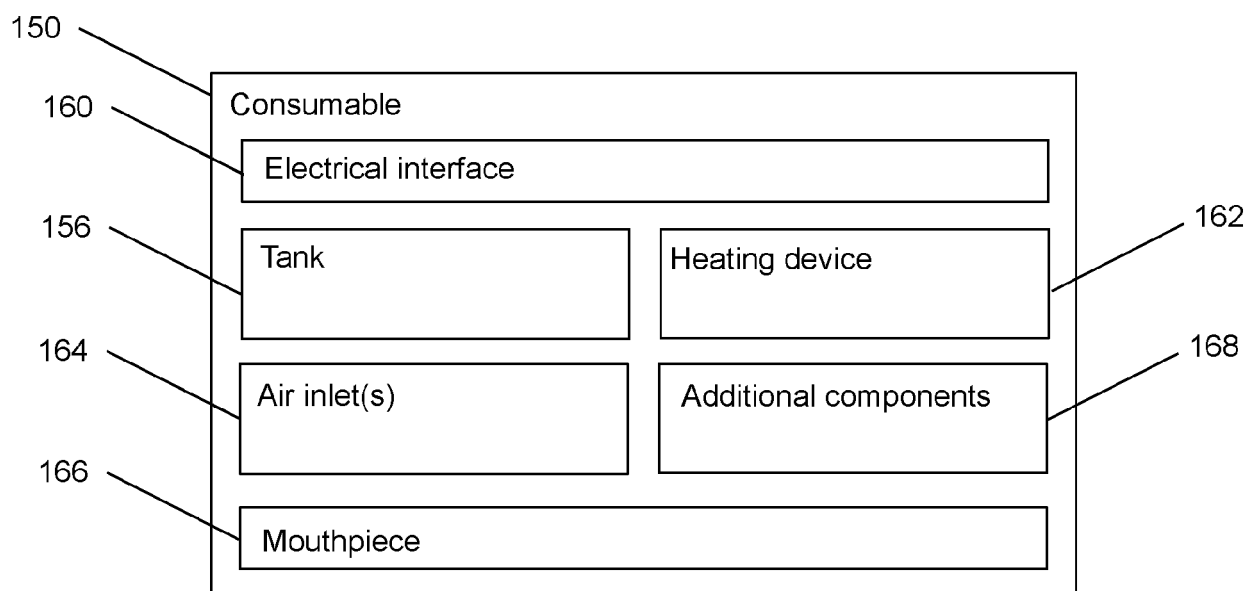 150
Consumable
160
Electrical interface
156
Tank
Heating device
162
164
Air inlet(s)
Additional components
168
166
Mouthpiece